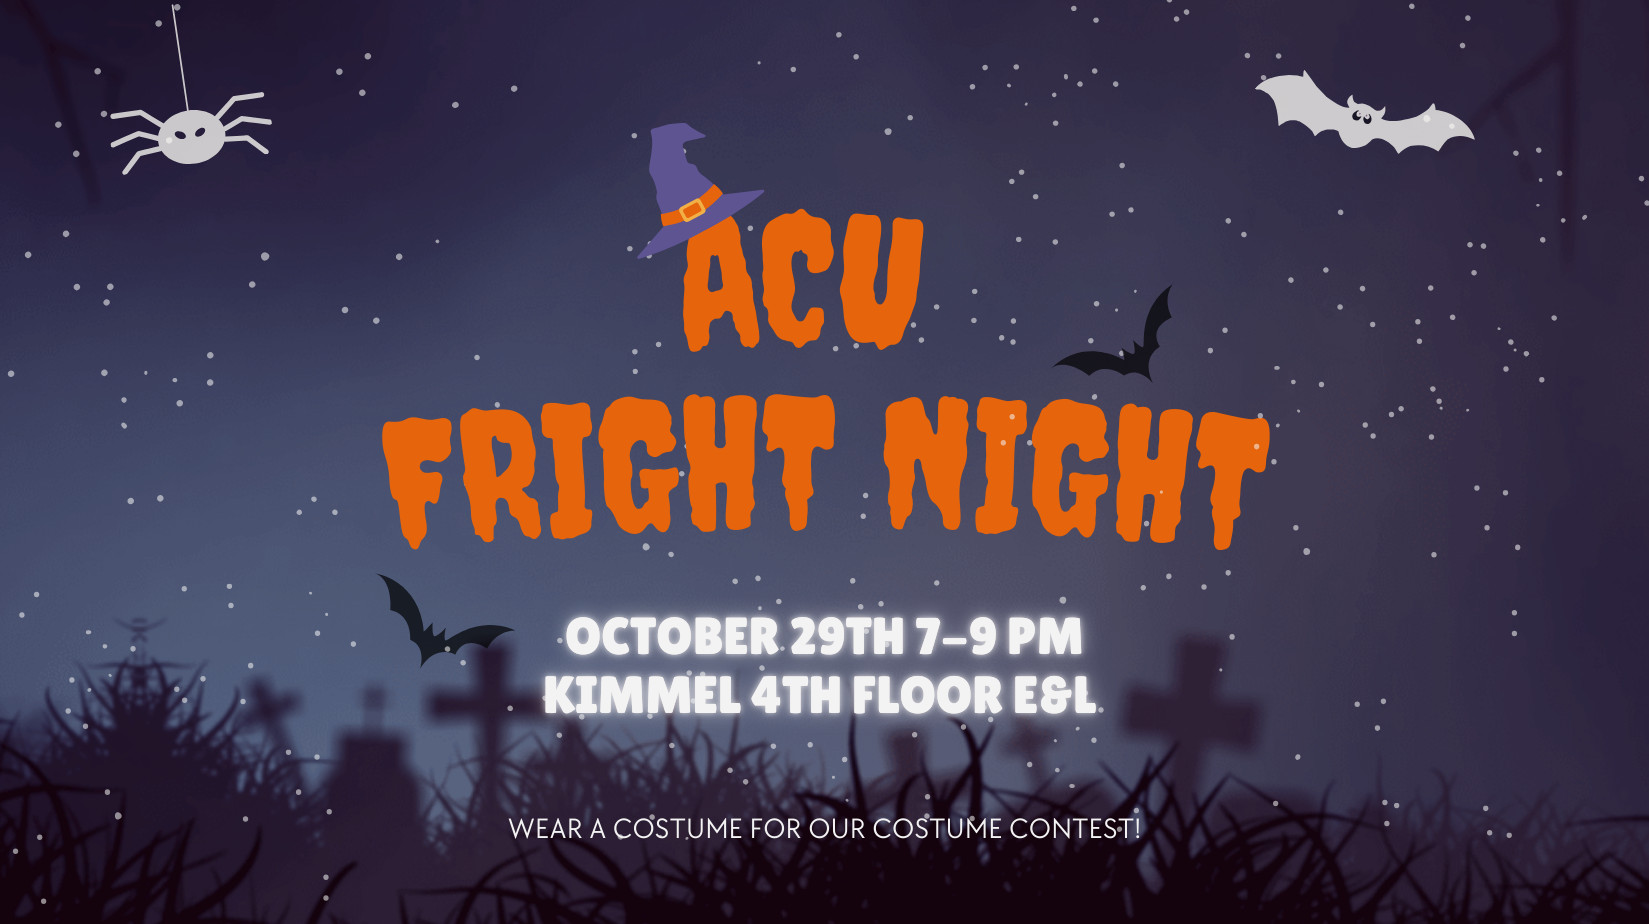 ACU
FRIGHT NIGHT
OCTOBER 29TH 7–9 PM
KIMMEL 4TH FLOOR E&L
WEAR A COSTUME FOR OUR COSTUME CONTEST!